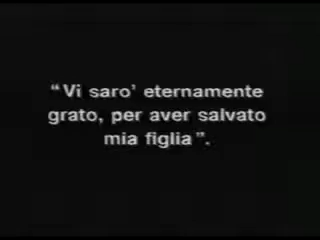 “Vi saro’ eternamente
grato, per aver salvato
mia figlia”.